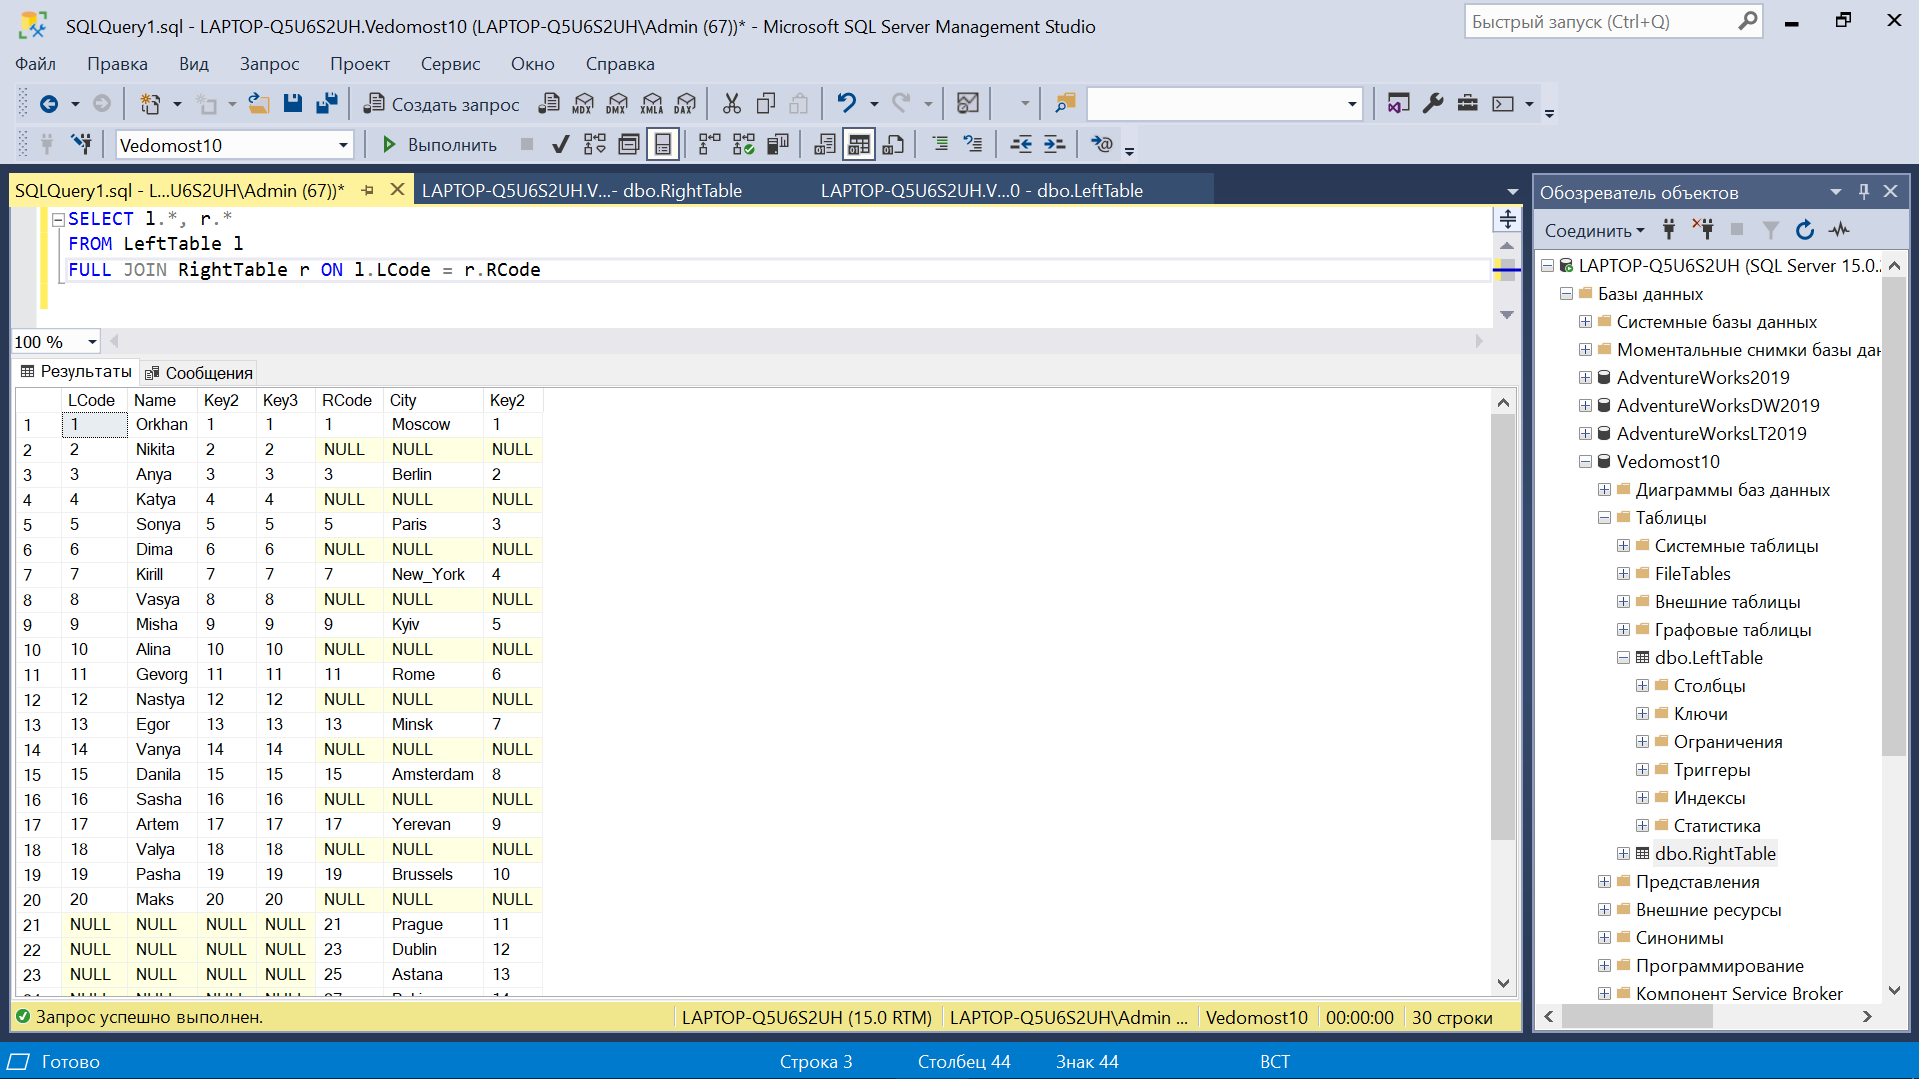 SQLQuery1.sql - LAPTOP-Q5U6S2UH.Vedomost10 (LAPTOP-Q5U6S2UH\Admin (67))* - Microsoft SQL Server Management Studio
Быстрый запуск (Ctrl+Q)
Файл Правка Вид Запрос Проект Сервис Окно Справка
Создать запрос MDX DMX XMLA DAX
Vedomost10 Выполнить
SQLQuery1.sql - L...U6S2UH\Admin (67))* LAPTOP-Q5U6S2UH.V...- dbo.RightTable LAPTOP-Q5U6S2UH.V...0 - dbo.LeftTable
SELECT l.*, r.*
FROM LeftTable l
FULL JOIN RightTable r ON l.LCode = r.RCode
100 %
Результаты Сообщения
LCode Name Key2 Key3 RCode City Key2
1 1 Orkhan 1 1 1 Moscow 1
2 2 Nikita 2 2 NULL NULL NULL
3 3 Anya 3 3 3 Berlin 2
4 4 Katya 4 4 NULL NULL NULL
5 5 Sonya 5 5 5 Paris 3
6 6 Dima 6 6 NULL NULL NULL
7 7 Kirill 7 7 7 New_York 4
8 8 Vasya 8 8 NULL NULL NULL
9 9 Misha 9 9 9 Kyiv 5
10 10 Alina 10 10 NULL NULL NULL
11 11 Gevorg 11 11 11 Rome 6
12 12 Nastya 12 12 NULL NULL NULL
13 13 Egor 13 13 13 Minsk 7
14 14 Vanya 14 14 NULL NULL NULL
15 15 Danila 15 15 15 Amsterdam 8
16 16 Sasha 16 16 NULL NULL NULL
17 17 Artem 17 17 17 Yerevan 9
18 18 Valya 18 18 NULL NULL NULL
19 19 Pasha 19 19 19 Brussels 10
20 20 Maks 20 20 NULL NULL NULL
21 NULL NULL NULL NULL 21 Prague 11
22 NULL NULL NULL NULL 23 Dublin 12
23 NULL NULL NULL NULL 25 Astana 13
Запрос успешно выполнен. LAPTOP-Q5U6S2UH (15.0 RTM) LAPTOP-Q5U6S2UH\Admin ... Vedomost10 00:00:00 30 строки
Обозреватель объектов
Соединить
LAPTOP-Q5U6S2UH (SQL Server 15.0.
Базы данных
Системные базы данных
Моментальные снимки базы дан
AdventureWorks2019
AdventureWorksDW2019
AdventureWorksLT2019
Vedomost10
Диаграммы баз данных
Таблицы
Системные таблицы
FileTables
Внешние таблицы
Графовые таблицы
dbo.LeftTable
Столбцы
Ключи
Ограничения
Триггеры
Индексы
Статистика
dbo.RightTable
Представления
Внешние ресурсы
Синонимы
Программирование
Компонент Service Broker
Готово Строка 3 Столбец 44 Знак 44 ВСТ